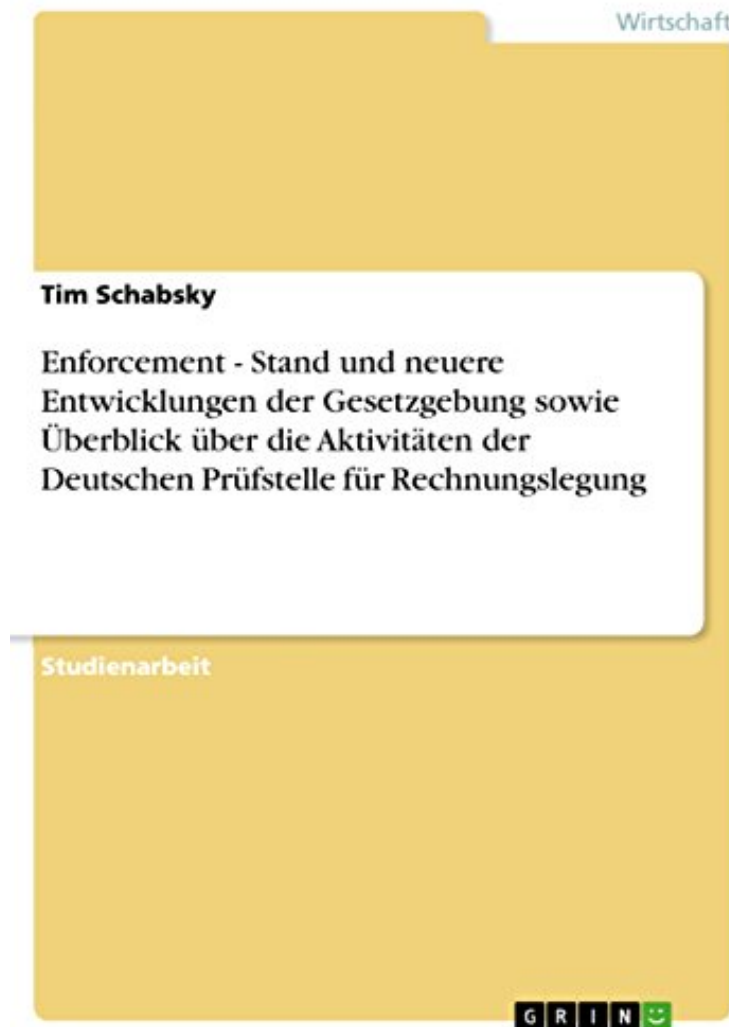 Wirtschaft
Tim Schabsky
Enforcement - Stand und neuere
Entwicklungen der Gesetzgebung sowie
Überblick über die Aktivitäten der
Deutschen Prüfstelle für Rechnungslegung
Studienarbeit
GRIN